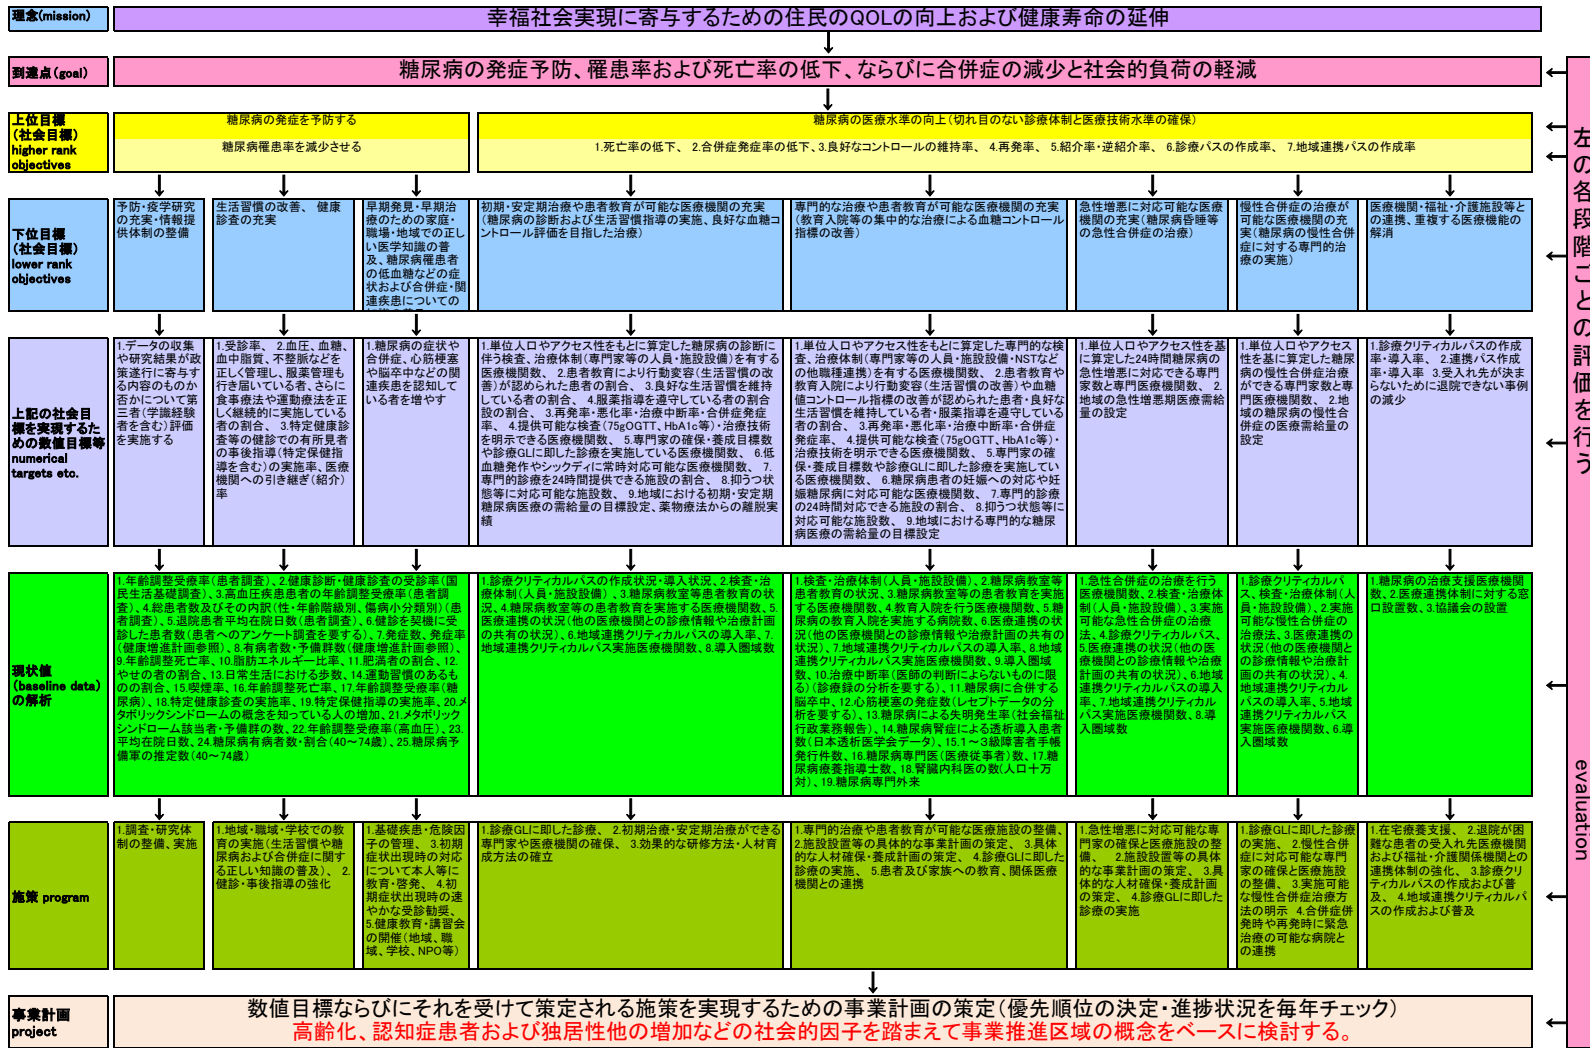 理念(mission)
幸福社会実現に寄与するための住民のQOLの向上および健康寿命の延伸
到達点(goal)
糖尿病の発症予防、罹患率および死亡率の低下、ならびに合併症の減少と社会的負荷の軽減
上位目標
(社会目標)
higher rank
objectives
糖尿病の発症を予防する
糖尿病罹患率を減少させる
糖尿病の医療水準の向上(切れ目のない診療体制と医療技術水準の確保)
1.死亡率の低下、 2.合併症発症率の低下、3.良好なコントロールの維持率、 4.再発率、 5.紹介率・逆紹介率、 6.診療パスの作成率、 7.地域連携パスの作成率
下位目標
(社会目標)
lower rank
objectives
予防・疫学研究
の充実・情報提
供体制の整備
生活習慣の改善、 健康
診査の充実
早期発見・早期治
療のための家庭・
職場・地域での正し
い医学知識の普
及、糖尿病罹患者
の低血糖などの症
状および合併症・関
連疾患についての
初期・安定期治療や患者教育が可能な医療機関の充実
(糖尿病の診断および生活習慣指導の実施、良好な血糖コ
ントロール評価を目指した治療)
専門的な治療や患者教育が可能な医療機関の充実
(教育入院等の集中的な治療による血糖コントロール
指標の改善)
急性増悪に対応可能な医療
機関の充実(糖尿病昏睡等
の急性合併症の治療)
慢性合併症の治療が
可能な医療機関の充
実(糖尿病の慢性合併
症に対する専門的治
療の実施)
医療機関・福祉・介護施設等と
の連携、重複する医療機能の
解消
上記の社会目
標を実現するた
めの数値目標等
numerical
targets etc.
1.データの収集
や研究結果が政
策遂行に寄与す
る内容のものか
否かについて第
三者(学識経験
者を含む)評価
を実施する
1.受診率、 2.血圧、血糖、
血中脂質、不整脈などを
正しく管理し、服薬管理も
行き届いている者、さらに
食事療法や運動療法を正
しく継続的に実施している
者の割合、 3.特定健康診
査等の健診での有所見者
の事後指導(特定保健指
導を含む)の実施率、医療
機関への引き継ぎ(紹介)
率
1.糖尿病の症状や
合併症、心筋梗塞
や脳卒中などの関
連疾患を認知して
いる者を増やす
1.単位人口やアクセス性をもとに算定した糖尿病の診断に
伴う検査、治療体制(専門家等の人員・施設設備)を有する
医療機関数、 2.患者教育により行動変容(生活習慣の改
善)が認められた患者の割合、 3.良好な生活習慣を維持
している者の割合、 4.服薬指導を遵守している者の割合
設の割合、 3.再発率・悪化率・治療中断率・合併症発症
率、 4.提供可能な検査(75gOGTT、HbA1c等)・治療技術
を明示できる医療機関数、 5.専門家の確保・養成目標数
や診療GLに即した診療を実施している医療機関数、 6.低
血糖発作やシックデイに常時対応可能な医療機関数、 7.
専門的診療を24時間提供できる施設の割合、 8.抑うつ状
態等に対応可能な施設数、 9.地域における初期・安定期
糖尿病医療の需給量の目標設定、薬物療法からの離脱実
績
1.単位人口やアクセス性をもとに算定した専門的な検
査、治療体制(専門家等の人員・施設設備・NSTなど
の他職種連携)を有する医療機関数、 2.患者教育や
教育入院により行動変容(生活習慣の改善)や血糖
値コントロール指標の改善が認められた患者・良好な
生活習慣を維持している者・服薬指導を遵守している
者の割合、 3.再発率・悪化率・治療中断率・合併症
発症率、 4.提供可能な検査(75gOGTT、HbA1c等)・
治療技術を明示できる医療機関数、 5.専門家の確
保・養成目標数や診療GLに即した診療を実施してい
る医療機関数、 6.糖尿病患者の妊娠への対応や妊
娠糖尿病に対応可能な医療機関数、 7.専門的診療
の24時間対応できる施設の割合、 8.抑うつ状態等に
対応可能な施設数、 9.地域における専門的な糖尿
病医療の需給量の目標設定
1.単位人口やアクセス性を基
に算定した24時間糖尿病の
急性増悪に対応できる専門
家数と専門医療機関数、 2.
地域の急性増悪期医療需給
量の設定
1.単位人口やアクセス
性を基に算定した糖尿
病の慢性合併症治療
ができる専門家数と専
門医療機関数、 2.地
域の糖尿病の慢性合
併症の医療需給量の
設定
1.診療クリティカルパスの作成
率・導入率、 2.連携パス作成
率・導入率 3.受入れ先が決ま
らないために退院できない事例
の減少
現状値
(baseline data)
の解析
1.年齢調整受療率(患者調査)、2.健康診断・健康診査の受診率(国
民生活基礎調査)、3.高血圧疾患患者の年齢調整受療率(患者調
査)、4.総患者数及びその内訳(性・年齢階級別、傷病小分類別)(患
者調査)、5.退院患者平均在院日数(患者調査)、6.健診を契機に受
診した患者数(患者へのアンケート調査を要する)、7.発症数、発症率
(健康増進計画参照)、8.有病者数・予備群数(健康増進計画参照)、
9.年齢調整死亡率、10.脂肪エネルギー比率、11.肥満者の割合、12.
やせの者の割合、13.日常生活における歩数、14.運動習慣のあるも
のの割合、15.喫煙率、16.年齢調整死亡率、17.年齢調整受療率(糖
尿病)、18.特定健康診査の実施率、19.特定保健指導の実施率、20.メ
タボリックシンドロームの概念を知っている人の増加、21.メタボリック
シンドローム該当者・予備群の数、22.年齢調整受療率(高血圧)、23.
平均在院日数、24.糖尿病有病者数・割合(40～74歳)、25.糖尿病予
備軍の推定数(40～74歳)
1.診療クリティカルパスの作成状況・導入状況、2.検査・治
療体制(人員・施設設備)、3.糖尿病教室等患者教育の状
況、4.糖尿病教室等の患者教育を実施する医療機関数、5.
医療連携の状況(他の医療機関との診療情報や治療計画
の共有の状況)、6.地域連携クリティカルパスの導入率、7.
地域連携クリティカルパス実施医療機関数、8.導入圏域数
1.検査・治療体制(人員・施設設備)、2.糖尿病教室等
患者教育の状況、3.糖尿病教室等の患者教育を実施
する医療機関数、4.教育入院を行う医療機関数、5.糖
尿病の教育入院を実施する病院数、6.医療連携の状
況(他の医療機関との診療情報や治療計画の共有の
状況)、7.地域連携クリティカルパスの導入率、8.地域
連携クリティカルパス実施医療機関数、9.導入圏域
数、10.治療中断率(医師の判断によらないものに限
る)(診療録の分析を要する)、11.糖尿病に合併する
脳卒中、12.心筋梗塞の発症数(レセプトデータの分
析を要する)、13.糖尿病による失明発生率(社会福祉
行政業務報告)、14.糖尿病腎症による透析導入患者
数(日本透析医学会データ)、15.1～3級障害者手帳
発行件数、16.糖尿病専門医(医療従事者)数、17.糖
尿病療養指導士数、18.腎臓内科医の数(人口十万
対)、19.糖尿病専門外来
1.急性合併症の治療を行う
医療機関数、2.検査・治療体
制(人員・施設設備)、3.実施
可能な急性合併症の治療
法、4.診療クリティカルパス、
5.医療連携の状況(他の医
療機関との診療情報や治療
計画の共有の状況)、6.地域
連携クリティカルパスの導入
率、7.地域連携クリティカル
パス実施医療機関数、8.導
入圏域数
1.診療クリティカルパ
ス、検査・治療体制(人
員・施設設備)、2.実施
可能な慢性合併症の治
療法、3.医療連携の状
況(他の医療機関との
診療情報や治療計画
の共有の状況)、4.
地域連携クリティカル
パスの導入率、5.地域
連携クリティカルパス
実施医療機関数、6.導
入圏域数
1.糖尿病の治療支援医療機関
数、2.医療連携体制に対する窓
口設置数、3.協議会の設置
施策 program
1.調査・研究体
制の整備、実施
1.地域・職域・学校での教
育の実施(生活習慣や糖
尿病および合併症に関す
る正しい知識の普及)、 2.
健診・事後指導の強化
1.基礎疾患・危険因
子の管理、 3.初期
症状出現時の対応
について本人等に
教育・啓発、 4.初
期症状出現時の速
やかな受診勧奨、
5.健康教育・講習会
の開催(地域、職
域、学校、NPO等)
1.診療GLに即した診療、 2.初期治療・安定期治療ができる
専門家や医療機関の確保、 3.効果的な研修方法・人材育
成方法の確立
1.専門的治療や患者教育が可能な医療施設の整備、
2.施設設置等の具体的な事業計画の策定、 3.具体
的な人材確保・養成計画の策定、 4.診療GLに即した
診療の実施、 5.患者及び家族への教育、関係医療
機関との連携
1.急性増悪に対応可能な専
門家の確保と医療施設の整
備、 2.施設設置等の具体
的な事業計画の策定、 3.具
体的な人材確保・養成計画
の策定、 4.診療GLに即した
診療の実施
1.診療GLに即した診療
の実施、 2.慢性合併
症に対応可能な専門
家の確保と医療施設
の整備、 3.実施可能
な慢性合併症治療方
法の明示 4.合併症併
発時や再発時に緊急
治療の可能な病院と
の連携
1.在宅療養支援、 2.退院が困
難な患者の受入れ先医療機関
および福祉・介護関係機関との
連携体制の強化、 3.診療クリ
ティカルパスの作成および普
及、 4.地域連携クリティカルパ
スの作成および普及
事業計画
project
数値目標ならびにそれを受けて策定される施策を実現するための事業計画の策定(優先順位の決定・進捗状況を毎年チェック)
高齢化、認知症患者および独居性他の増加などの社会的因子を踏まえて事業推進区域の概念をベースに検討する。
左の各段階ごとの評価を行う
evaluation